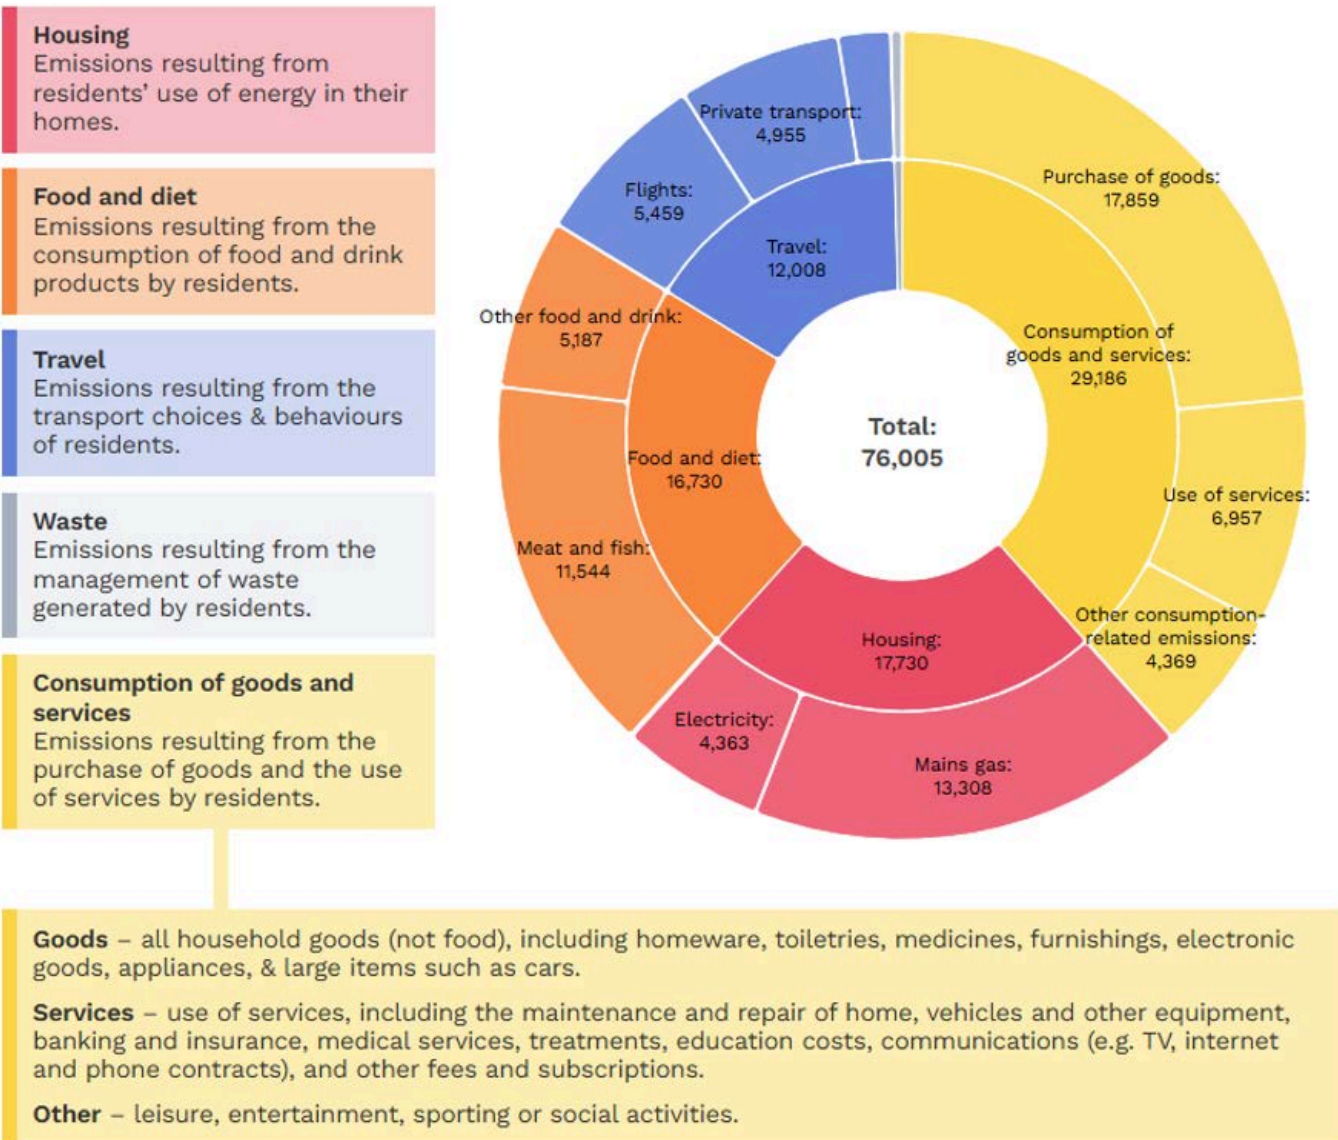 Housing
Emissions resulting from
residents’ use of energy in their
homes.
Food and diet
Emissions resulting from the
consumption of food and drink
products by residents.
Travel
Emissions resulting from the
transport choices & behaviours
of residents.
Waste
Emissions resulting from the
management of waste
generated by residents.
Consumption of goods and
services
Emissions resulting from the
purchase of goods and the use
of services by residents.
Private transport:
4,955
Flights:
5,459
Travel:
12,008
Purchase of goods:
17,859
Other food and drink:
5,187
Consumption of
goods and services:
29,186
Total:
76,005
Food and diet:
16,730
Use of services:
6,957
Meat and fish:
11,544
Other consumption-
related emissions:
4,369
Housing:
17,730
Electricity:
4,363
Mains gas:
13,308
Goods – all household goods (not food), including homeware, toiletries, medicines, furnishings, electronic
goods, appliances, & large items such as cars.
Services – use of services, including the maintenance and repair of home, vehicles and other equipment,
banking and insurance, medical services, treatments, education costs, communications (e.g. TV, internet
and phone contracts), and other fees and subscriptions.
Other – leisure, entertainment, sporting or social activities.